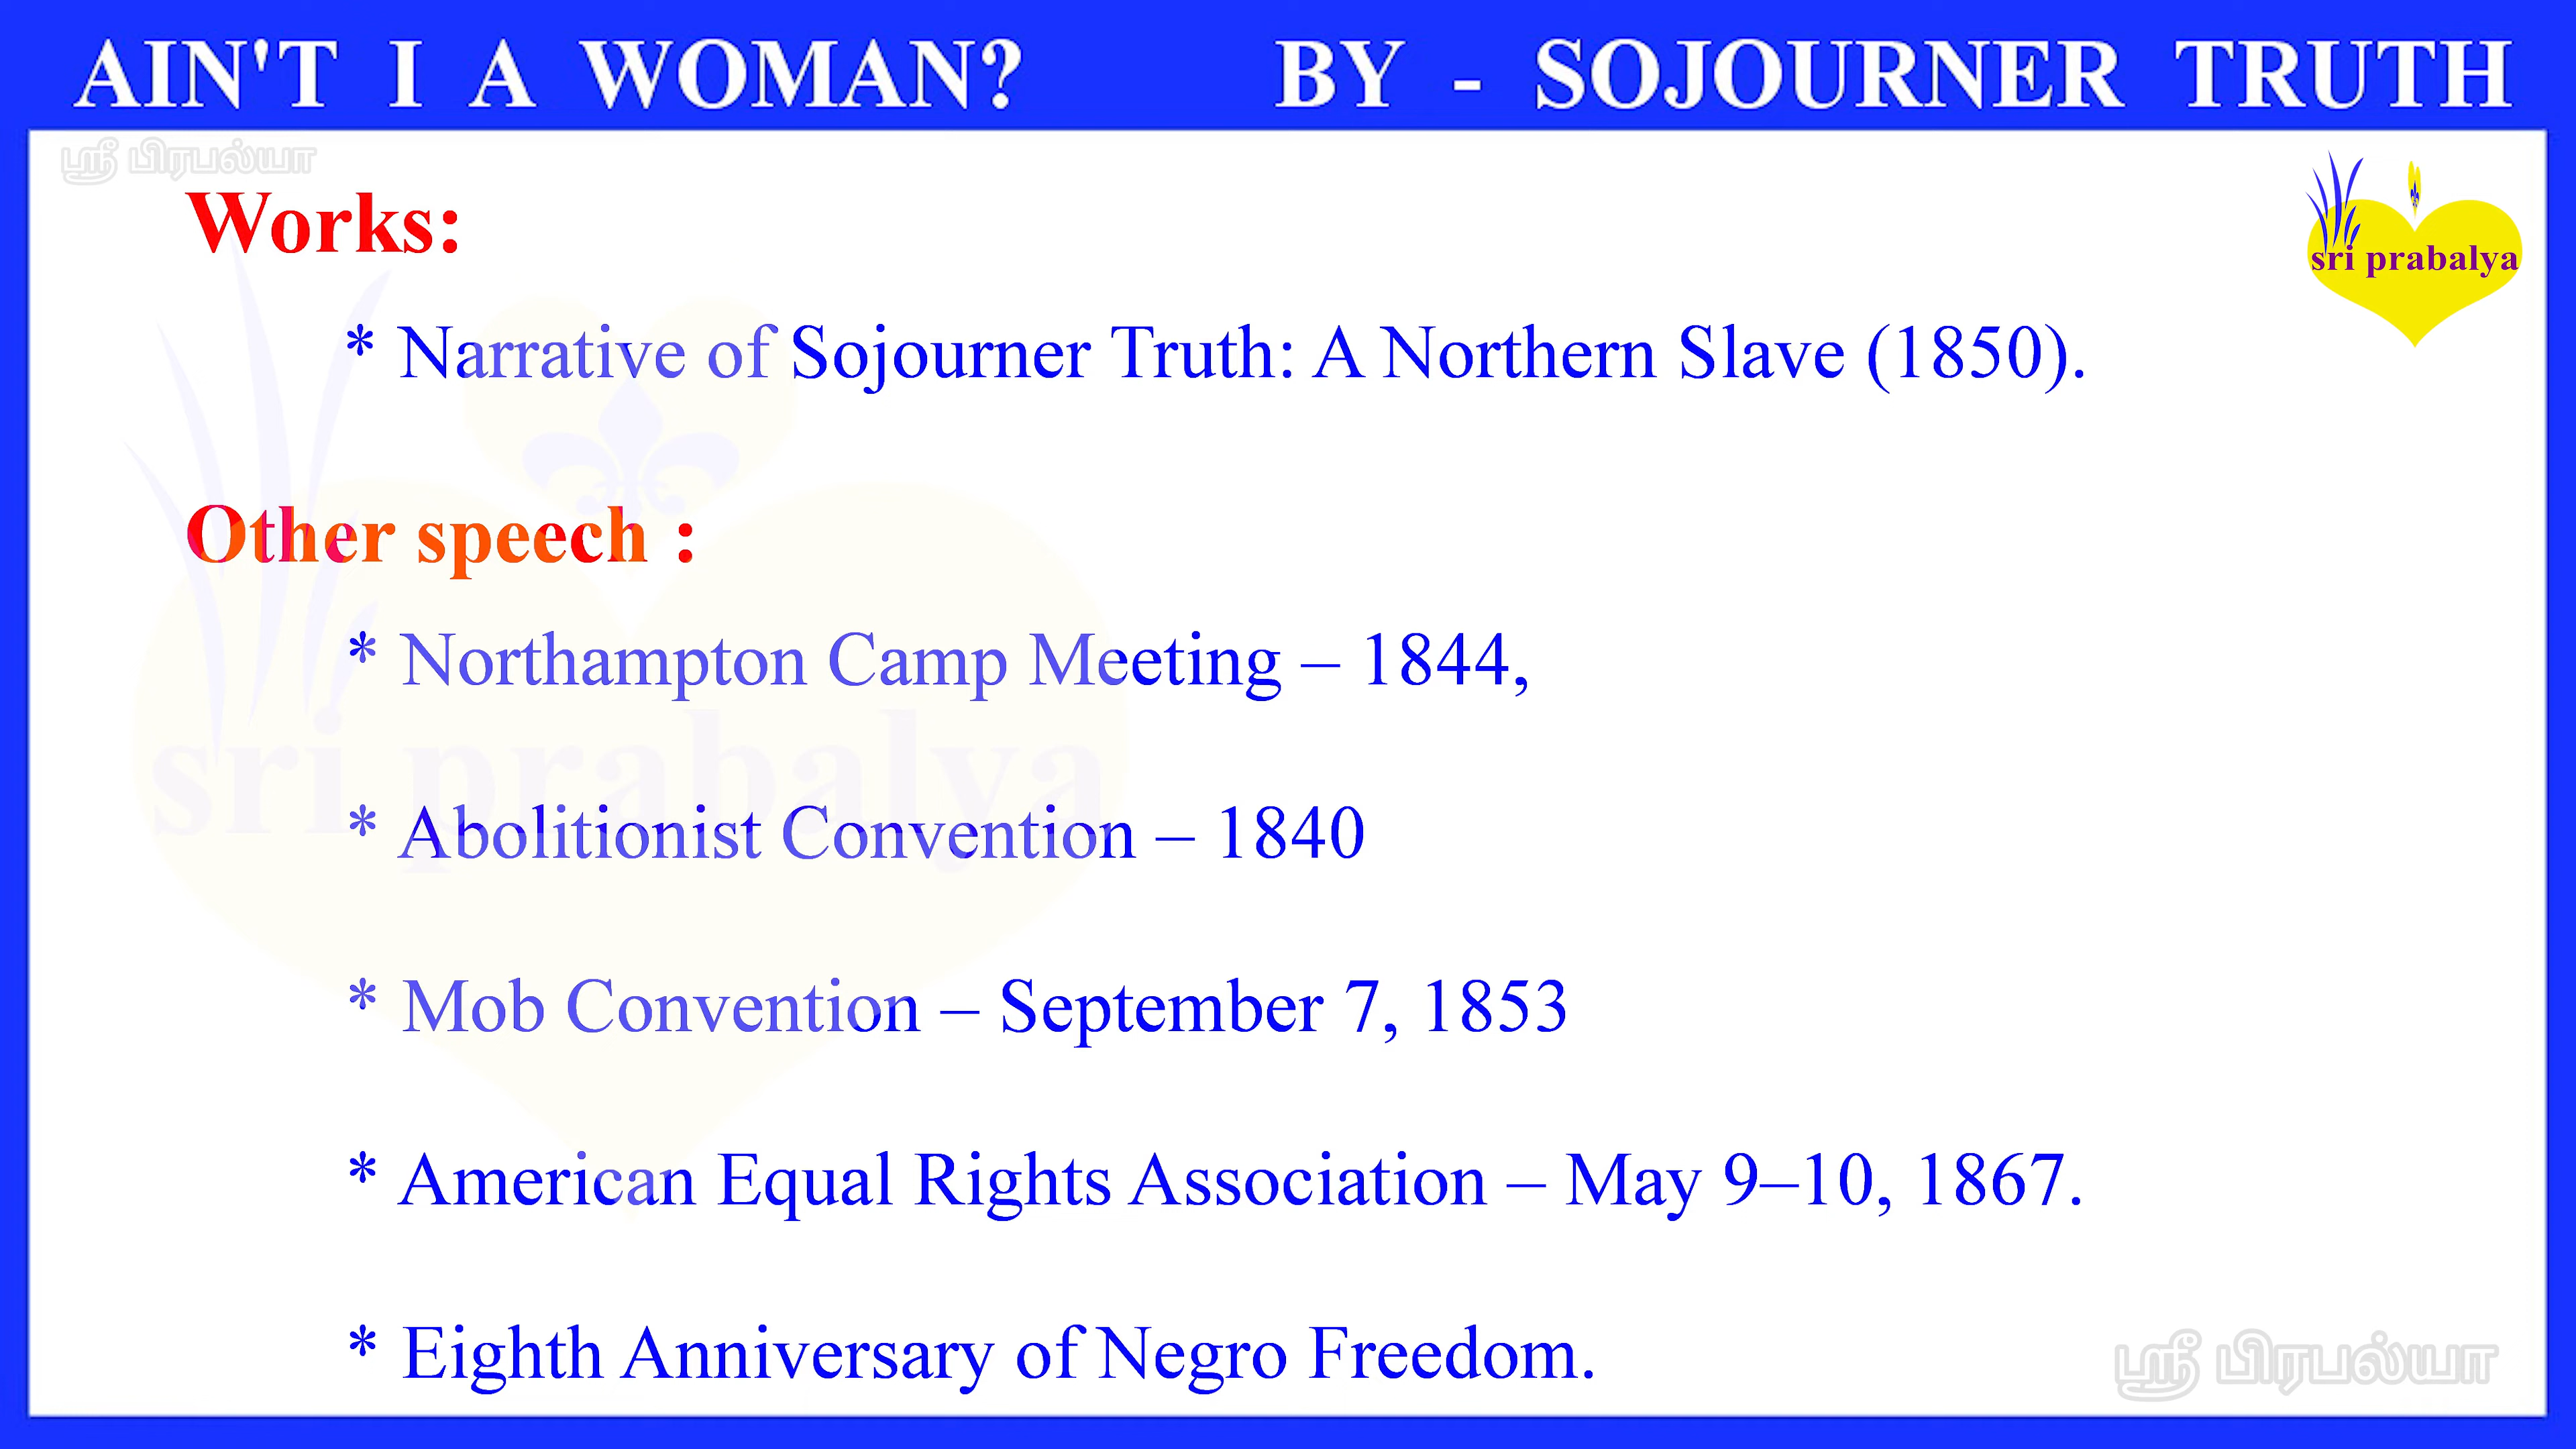 AIN'T I A WOMAN? BY - SOJOURNER TRUTH
ஸ்ரீ பிரபல்யா
Works:
sri prabalya
* Narrative of Sojourner Truth: A Northern Slave (1850).
Other speech :
* Northampton Camp Meeting – 1844,
sri prabalya
* Abolitionist Convention – 1840
* Mob Convention – September 7, 1853
* American Equal Rights Association – May 9–10, 1867.
* Eighth Anniversary of Negro Freedom.
ஸ்ரீ பிரபல்யா